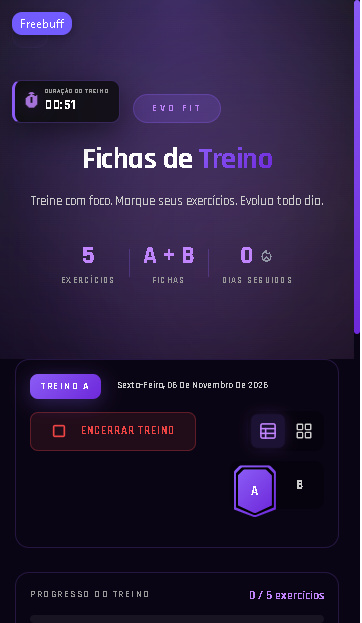 Freebuff
DURAÇÃO DO TREINO
00:51
EVO FIT
Fichas de Treino
Treine com foco. Marque seus exercícios. Evolua todo dia.
5
EXERCÍCIOS
A + B
FICHAS
0
DIAS SEGUIDOS
TREINO A
Sexta-Feira, 06 De Novembro De 2026
ENCERRAR TREINO
A
B
PROGRESSO DO TREINO
0 / 5 exercícios